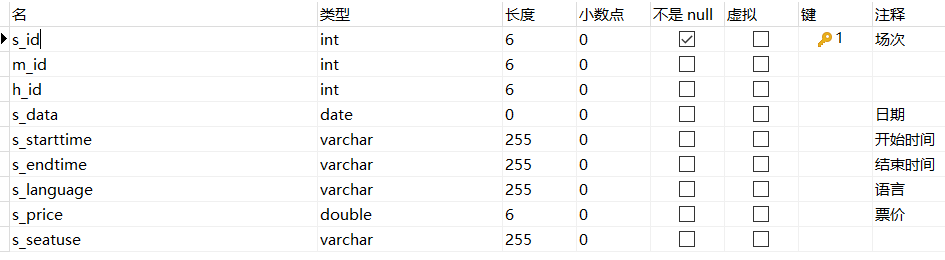 名 类型 长度 小数点 不是 null 虚拟 键 注释
s_id int 6 0 1 场次
m_id int 6 0
h_id int 6 0
s_data date 0 0 日期
s_starttime varchar 255 0 开始时间
s_endtime varchar 255 0 结束时间
s_language varchar 255 0 语言
s_price double 6 0 票价
s_seatuse varchar 255 0